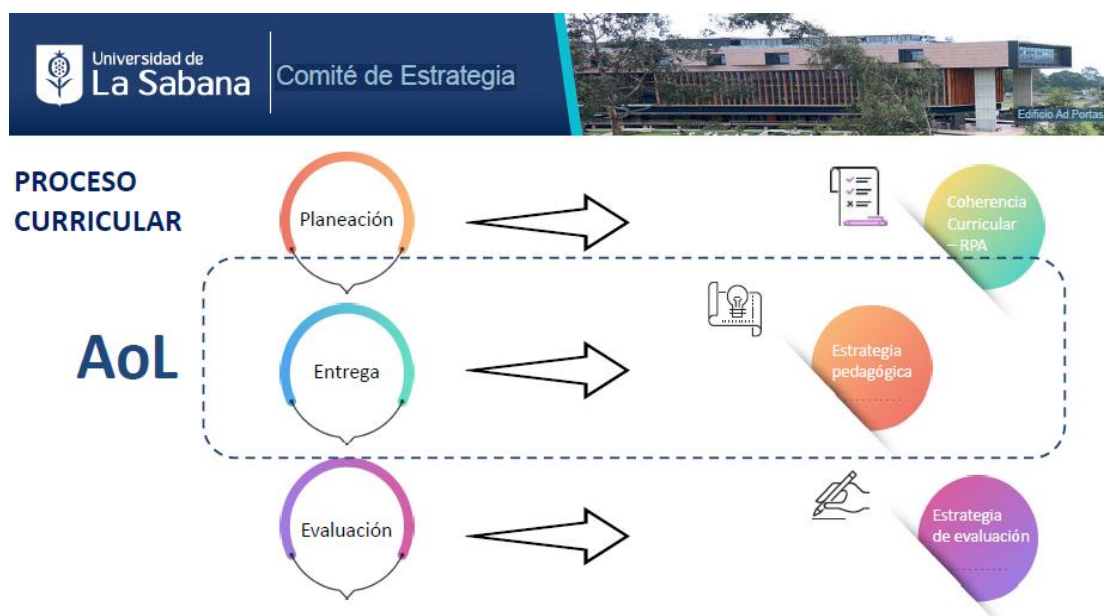 Universidad de
La Sabana
Comité de Estrategia
Edificio Ad Portas
PROCESO
CURRICULAR
Planeación
Coherencia
Curricular
– RPA
AoL
Entrega
Estrategia
pedagógica
Evaluación
Estrategia
de evaluación